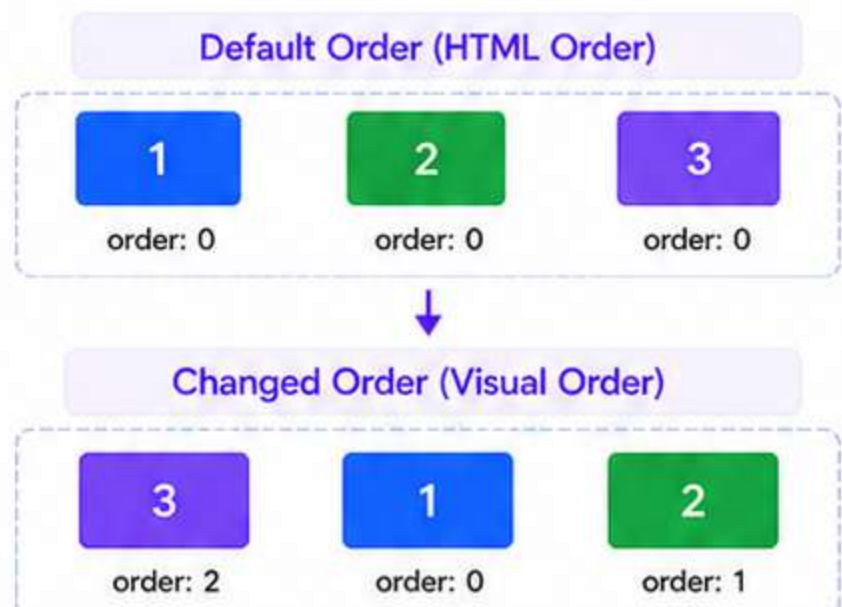 Default Order (HTML Order)
1 2 3
order: 0 order: 0 order: 0
Changed Order (Visual Order)
3 1 2
order: 2 order: 0 order: 1